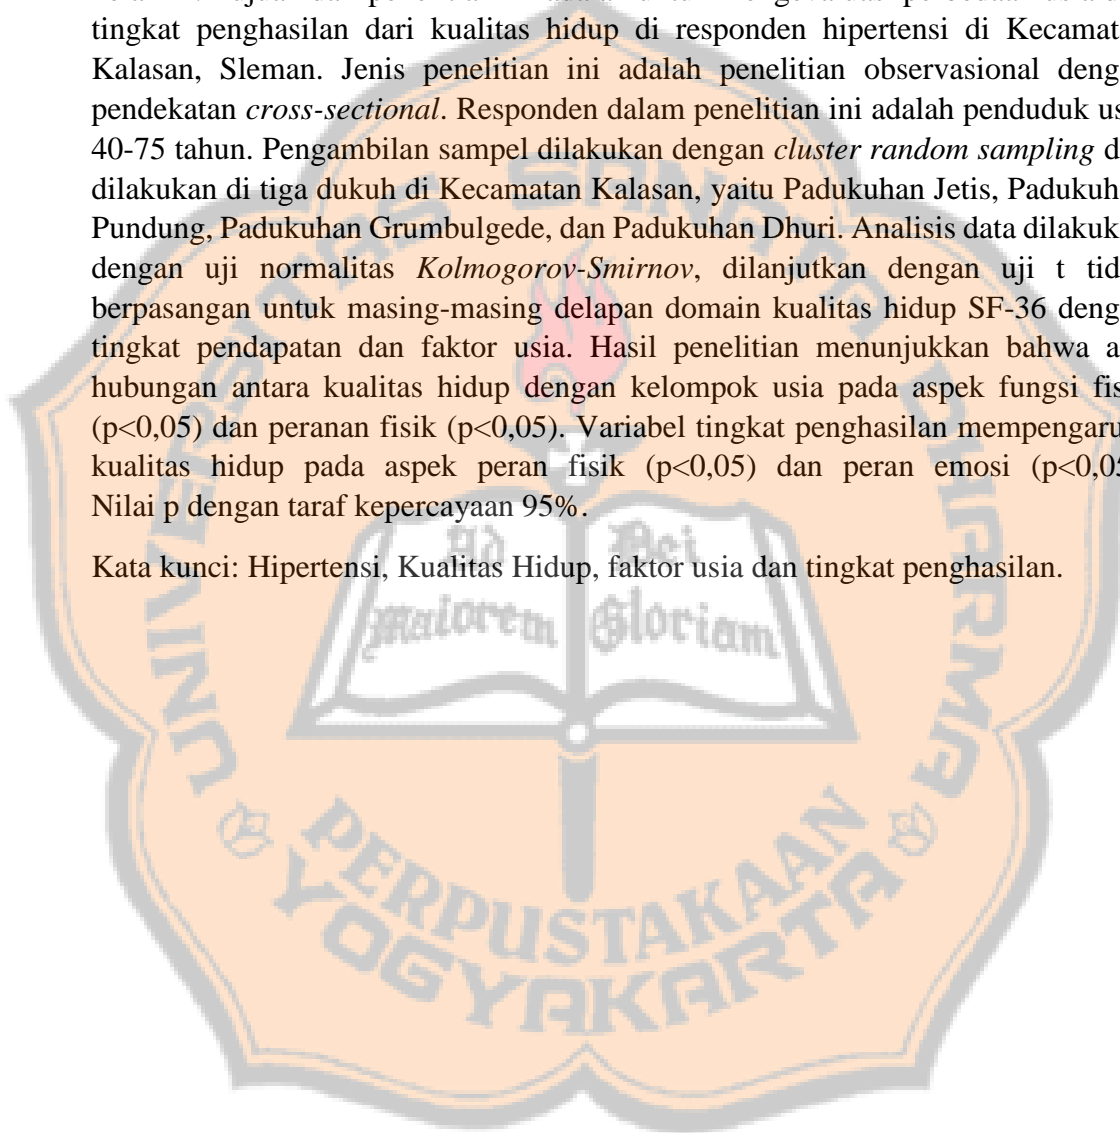 tingkat penghasilan dari kualitas hidup di responden hipertensi di Kecamat
Kalasan, Sleman. Jenis penelitian ini adalah penelitian observasional deng
pendekatan cross-sectional. Responden dalam penelitian ini adalah penduduk us
40-75 tahun. Pengambilan sampel dilakukan dengan cluster random sampling d
dilakukan di tiga dukuh di Kecamatan Kalasan, yaitu Padukuhan Jetis, Padukuh
Pundung, Padukuhan Grumbulgede, dan Padukuhan Dhuri. Analisis data dilakuk
dengan uji normalitas Kolmogorov-Smirnov, dilanjutkan dengan uji t tid
berpasangan untuk masing-masing delapan domain kualitas hidup SF-36 deng
tingkat pendapatan dan faktor usia. Hasil penelitian menunjukkan bahwa a
hubungan antara kualitas hidup dengan kelompok usia pada aspek fungsi fis
(p<0,05) dan peranan fisik (p<0,05). Variabel tingkat penghasilan mempengaru
kualitas hidup pada aspek peran fisik (p<0,05) dan peran emosi (p<0,05
Nilai p dengan taraf kepercayaan 95%.
Kata kunci: Hipertensi, Kualitas Hidup, faktor usia dan tingkat penghasilan.
UNIVERSITAS SANATA DHARMA
Ad Dei
Maiorem Gloriam
PERPUSTAKAAN
YOGYAKARTA